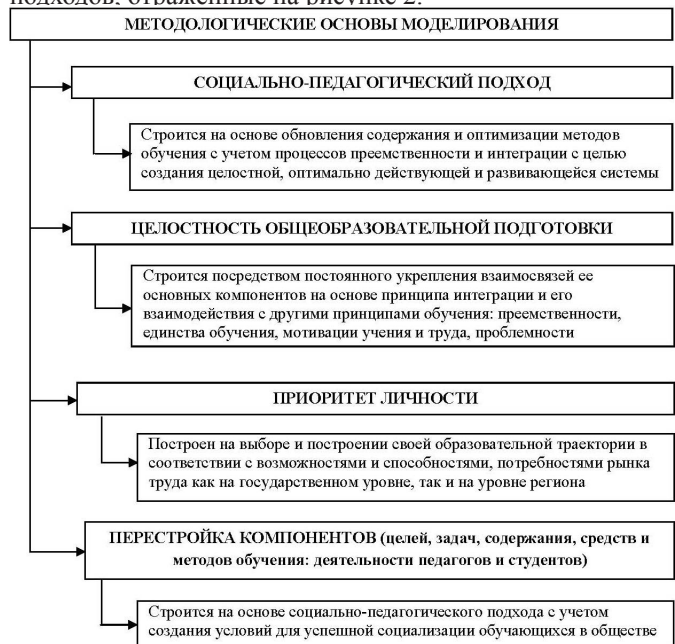 подходов, отраженные на рисунке 2.
МЕТОДОЛОГИЧЕСКИЕ ОСНОВЫ МОДЕЛИРОВАНИЯ
СОЦИАЛЬНО-ПЕДАГОГИЧЕСКИЙ ПОДХОД
Строится на основе обновления содержания и оптимизации методов
обучения с учетом процессов преемственности и интеграции с целью
создания целостной, оптимально действующей и развивающейся системы
ЦЕЛОСТНОСТЬ ОБЩЕОБРАЗОВАТЕЛЬНОЙ ПОДГОТОВКИ
Строится посредством постоянного укрепления взаимосвязей ее
основных компонентов на основе принципа интеграции и его
взаимодействия с другими принципами обучения: преемственности,
единства обучения, мотивации учения и труда, проблемности
ПРИОРИТЕТ ЛИЧНОСТИ
Построен на выборе и построении своей образовательной траектории в
соответствии с возможностями и способностями, потребностями рынка
труда как на государственном уровне, так и на уровне региона
ПЕРЕСТРОЙКА КОМПОНЕНТОВ (целей, задач, содержания, средств и
методов обучения: деятельности педагогов и студентов)
Строится на основе социально-педагогического подхода с учетом
создания условий для успешной социализации обучающихся в обществе